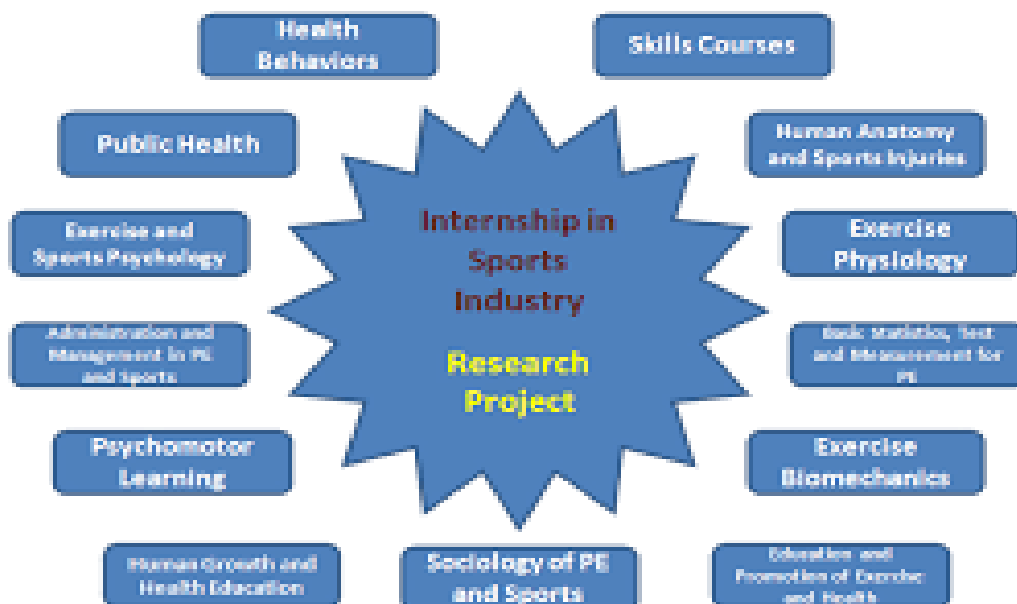 Health
Behaviors
Skills Courses
Public Health
Human Anatomy
and Sports Injuries
Exercise and
Sports Psychology
Internship in
Sports
Industry
Research
Project
Exercise
Physiology
Administration and
Management in PE
and Sports
Basic Statistics, Test
and Measurement for
PE
Psychomotor
Learning
Exercise
Biomechanics
Human Growth and
Health Education
Sociology of PE
and Sports
Education and
Promotion of Exercise
and Health